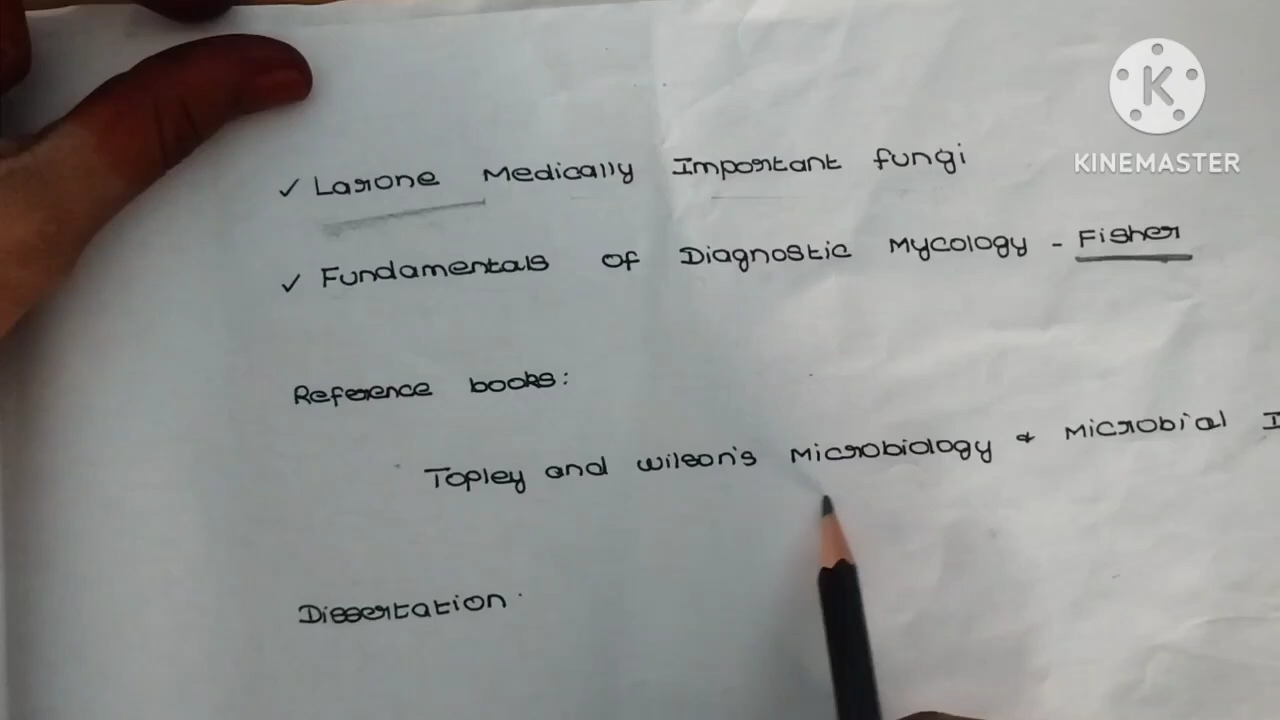 KINEMASTER
✓ Larone Medically Important fungi
✓ Fundamentals of Diagnostic Mycology - Fisher
Reference books:
Topley and Wilson's Microbiology & Microbial I
Dissertation